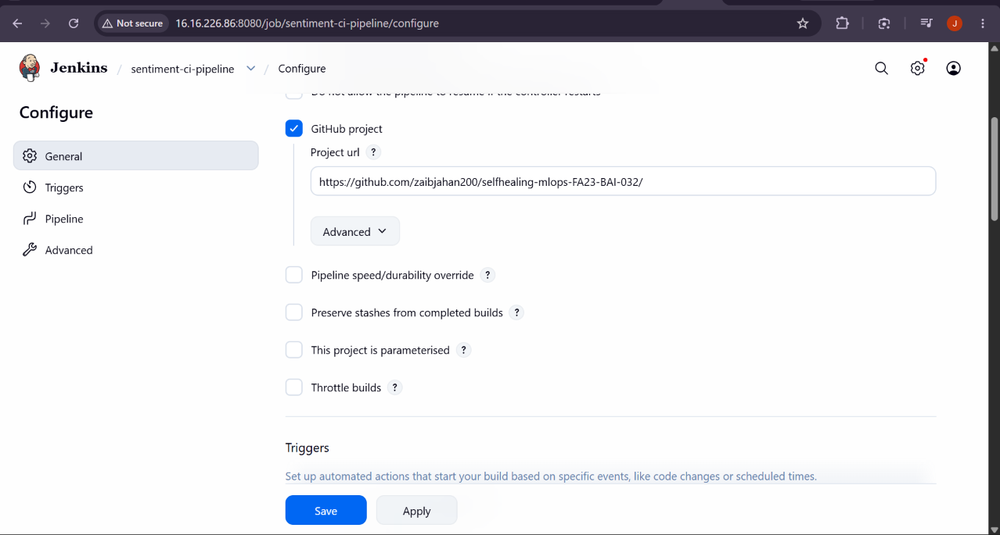 Not secure 16.16.226.86:8080/job/sentiment-ci-pipeline/configure J
Jenkins / sentiment-ci-pipeline / Configure
Configure
General
Triggers
Pipeline
Advanced
Do not allow the pipeline to resume if the controller restarts
GitHub project
Project url ?
https://github.com/zaibjahan200/selfhealing-mlops-FA23-BAI-032/
Advanced
Pipeline speed/durability override ?
Preserve stashes from completed builds ?
This project is parameterised ?
Throttle builds ?
Triggers
Set up automated actions that start your build based on specific events, like code changes or scheduled times.
Save Apply